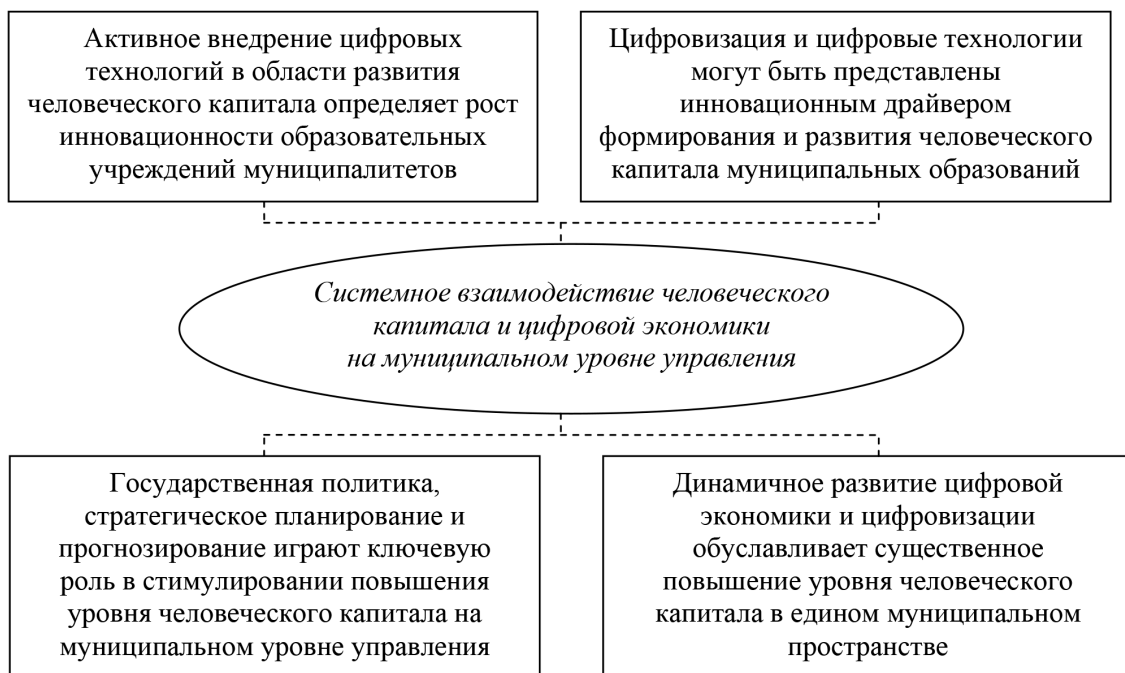 Активное внедрение цифровых
технологий в области развития
человеческого капитала определяет рост
инновационности образовательных
учреждений муниципалитетов
Цифровизация и цифровые технологии
могут быть представлены
инновационным драйвером
формирования и развития человеческого
капитала муниципальных образований
Системное взаимодействие человеческого
капитала и цифровой экономики
на муниципальном уровне управления
Государственная политика,
стратегическое планирование и
прогнозирование играют ключевую
роль в стимулировании повышения
уровня человеческого капитала на
муниципальном уровне управления
Динамичное развитие цифровой
экономики и цифровизации
обуславливает существенное
повышение уровня человеческого
капитала в едином муниципальном
пространстве